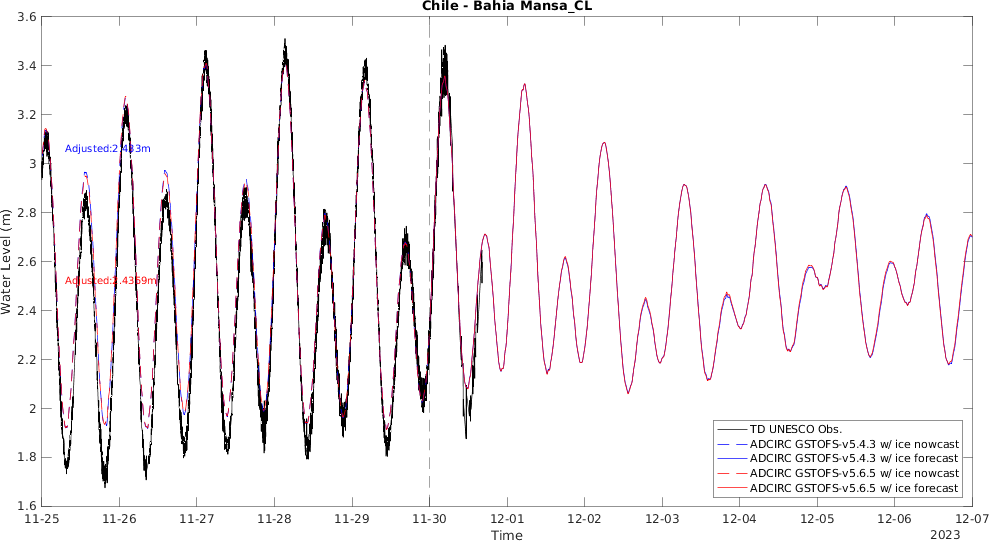 Chile - Bahia Mansa_CL
3.6
3.4
3.2
3
2.8
2.6
2.4
2.2
2
1.8
1.6
Water Level (m)
Adjusted:2.433m
Adjusted:2.4369m
TD UNESCO Obs.
ADCIRC GSTOFS-v5.4.3 w/ ice nowcast
ADCIRC GSTOFS-v5.4.3 w/ ice forecast
ADCIRC GSTOFS-v5.6.5 w/ ice nowcast
ADCIRC GSTOFS-v5.6.5 w/ ice forecast
11-25 11-26 11-27 11-28 11-29 11-30 12-01 12-02 12-03 12-04 12-05 12-06 12-07
Time
2023